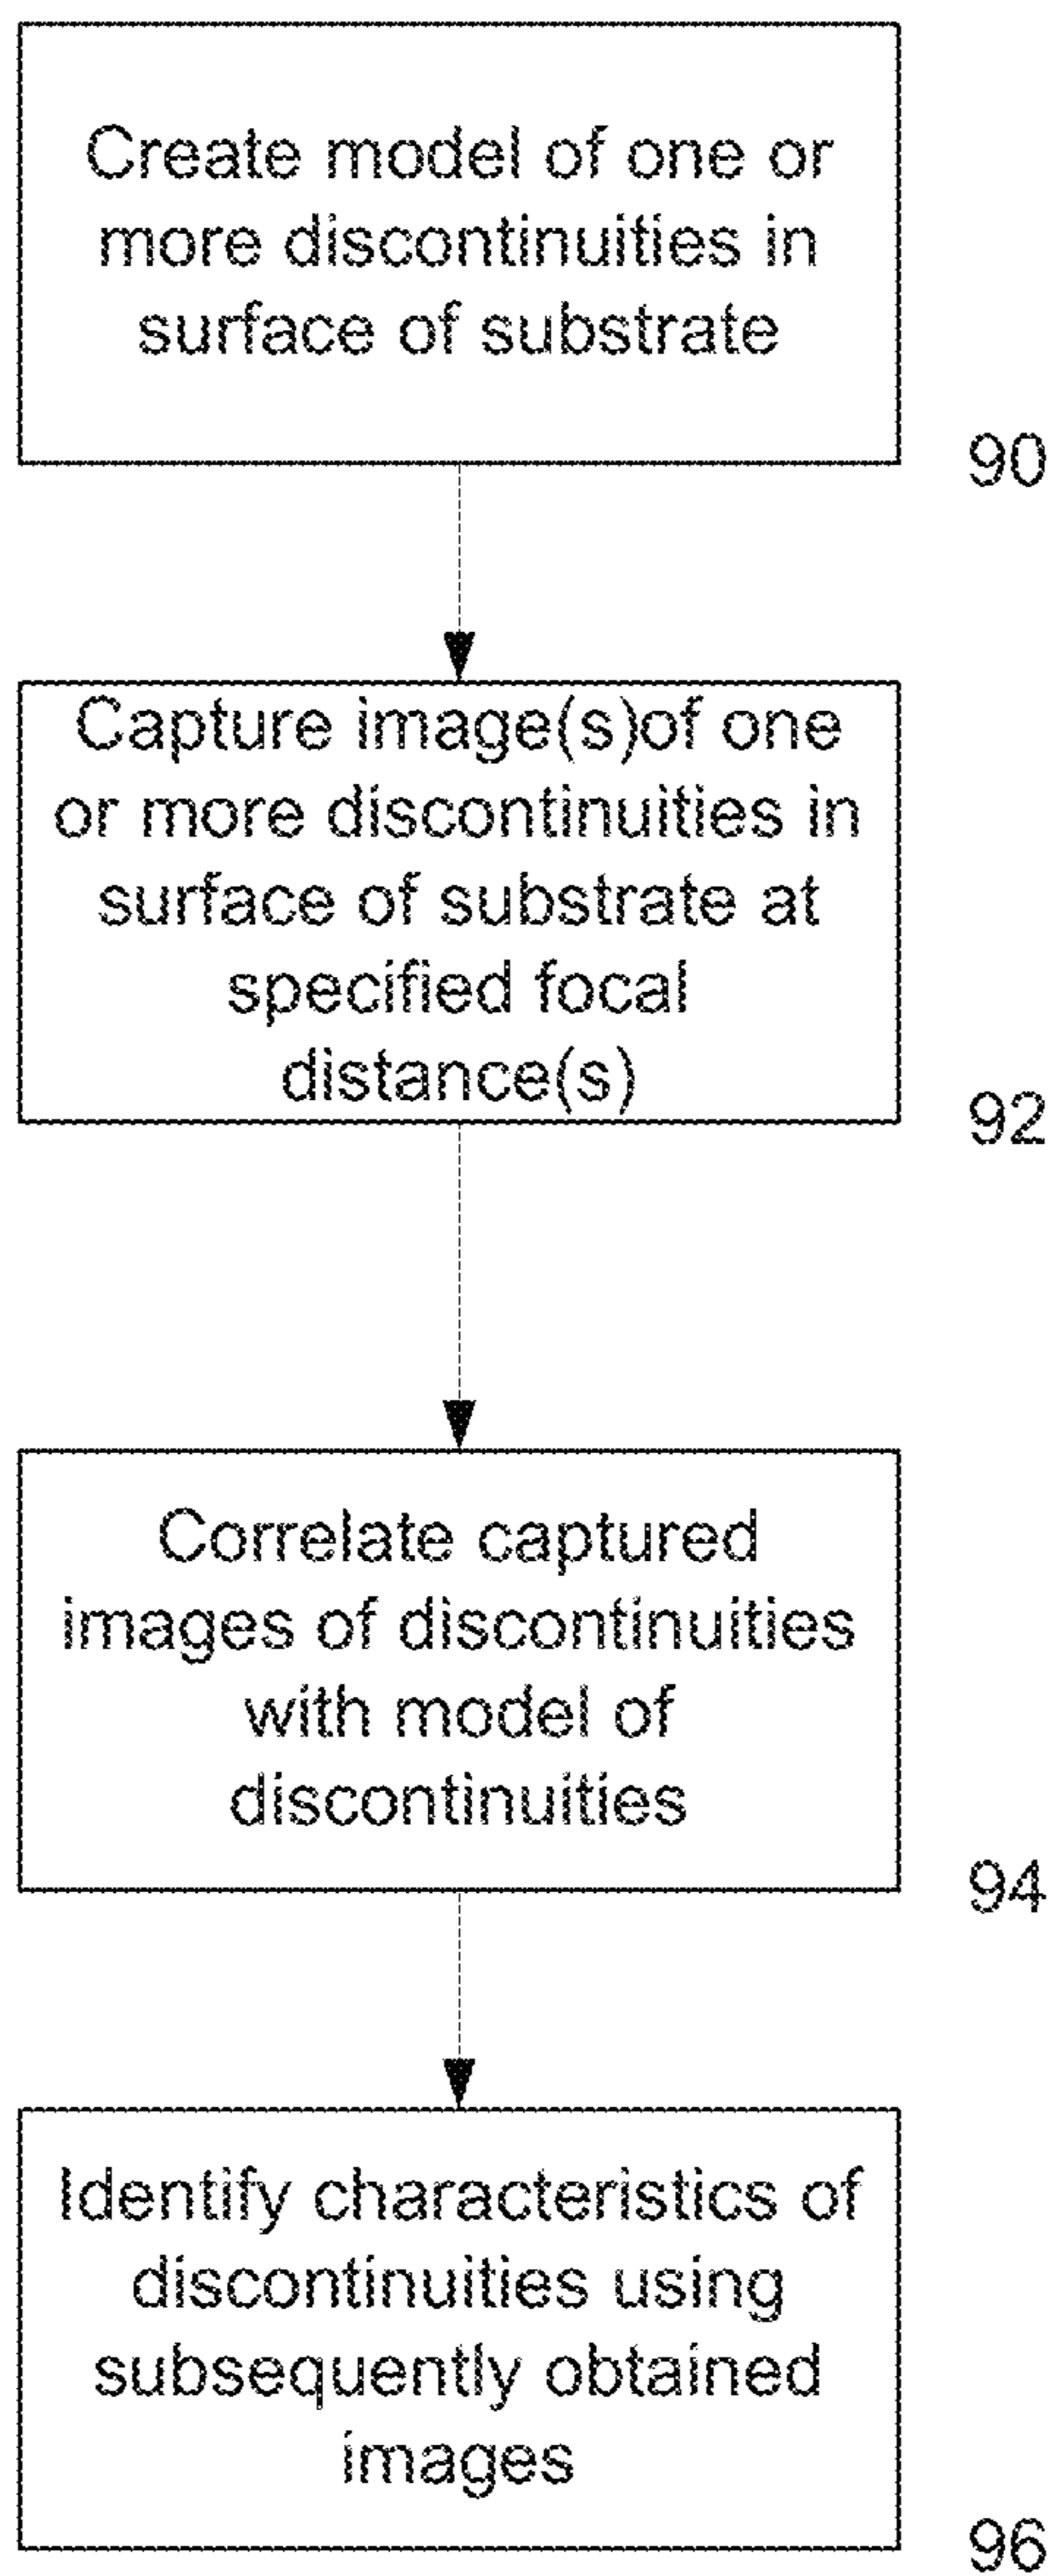 Create model of one or
more discontinuities in
surface of substrate
90
Capture image(s)of one
or more discontinuities in
surface of substrate at
specified focal
distance(s)
92
Correlate captured
images of discontinuities
with model of
discontinuities
94
Identify characteristics of
discontinuities using
subsequently obtained
images
96